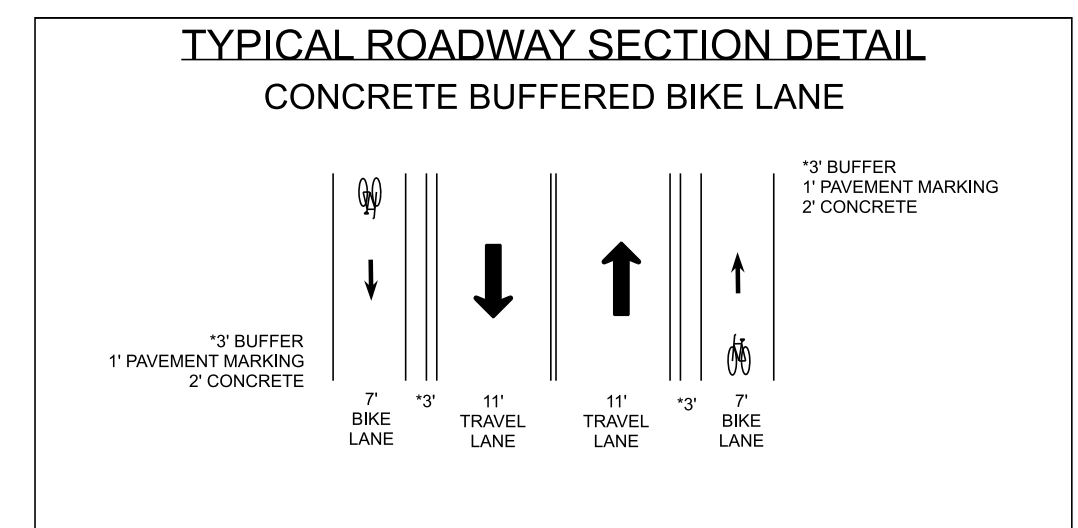 TYPICAL ROADWAY SECTION DETAIL
CONCRETE BUFFERED BIKE LANE
*3' BUFFER
1' PAVEMENT MARKING
2' CONCRETE
*3' BUFFER
1' PAVEMENT MARKING
2' CONCRETE
7'
BIKE
LANE
*3'
11'
TRAVEL
LANE
11'
TRAVEL
LANE
*3'
7'
BIKE
LANE